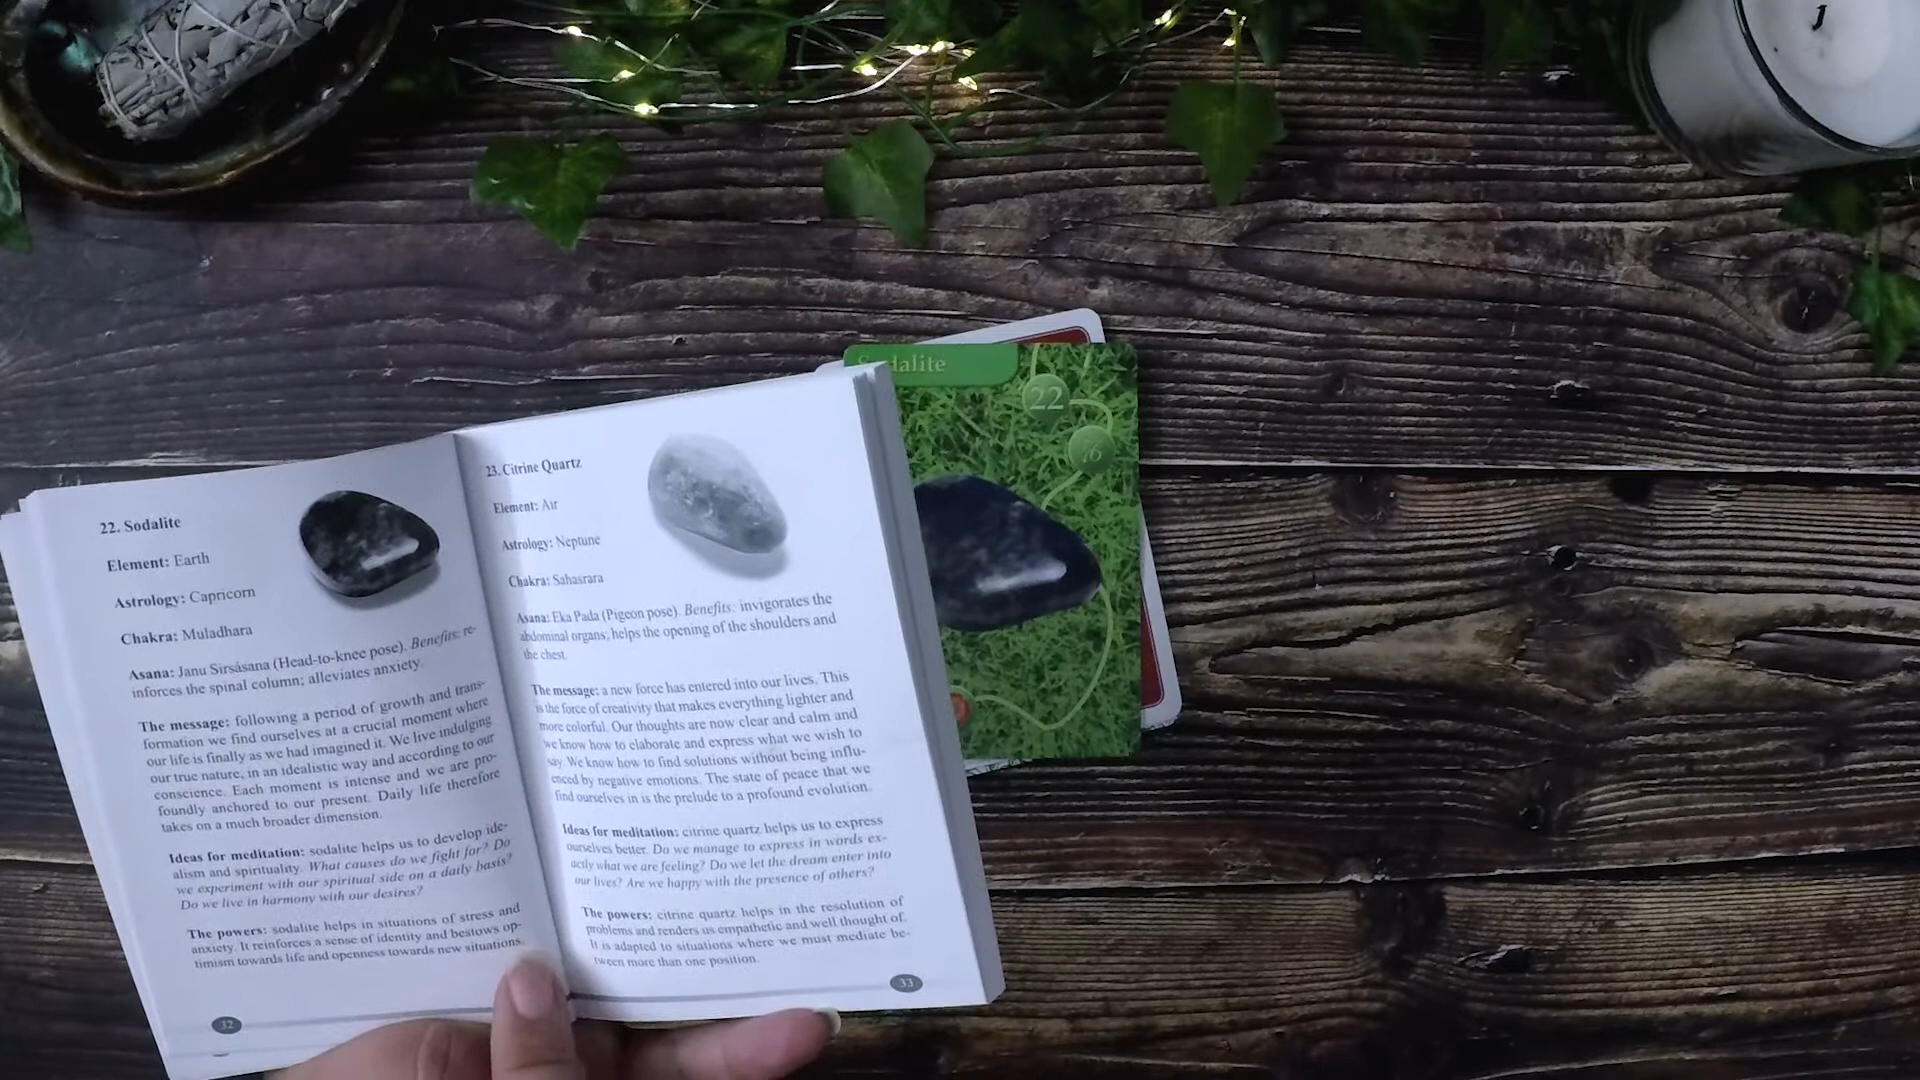 22. Sodalite
Element: Earth
Astrology: Capricorn
Chakra: Muladhara
Asana: Janu Sirsásana (Head-to-knee pose). Benefits: re-
inforces the spinal column; alleviates anxiety.
The message: following a period of growth and trans-
formation we find ourselves at a crucial moment where
our life is finally as we had imagined it. We live indulging
our true nature, in an idealistic way and according to our
conscience. Each moment is intense and we are pro-
foundly anchored to our present. Daily life therefore
takes on a much broader dimension.
Ideas for meditation: sodalite helps us to develop ide-
alism and spirituality. What causes do we fight for? Do
we experiment with our spiritual side on a daily basis?
Do we live in harmony with our desires?
The powers: sodalite helps in situations of stress and
anxiety. It reinforces a sense of identity and bestows op-
timism towards life and openness towards new situations.
32
23. Citrine Quartz
Element: Air
Astrology: Neptune
Chakra: Sahasrara
Asana: Eka Pada (Pigeon pose). Benefits: invigorates the
abdominal organs; helps the opening of the shoulders and
the chest.
The message: a new force has entered into our lives. This
is the force of creativity that makes everything lighter and
more colorful. Our thoughts are now clear and calm and
we know how to elaborate and express what we wish to
say. We know how to find solutions without being influ-
enced by negative emotions. The state of peace that we
find ourselves in is the prelude to a profound evolution.
Ideas for meditation: citrine quartz helps us to express
ourselves better. Do we manage to express in words ex-
actly what we are feeling? Do we let the dream enter into
our lives? Are we happy with the presence of others?
The powers: citrine quartz helps in the resolution of
problems and renders us empathetic and well thought of.
It is adapted to situations where we must mediate be-
tween more than one position.
33
Sodalite
22